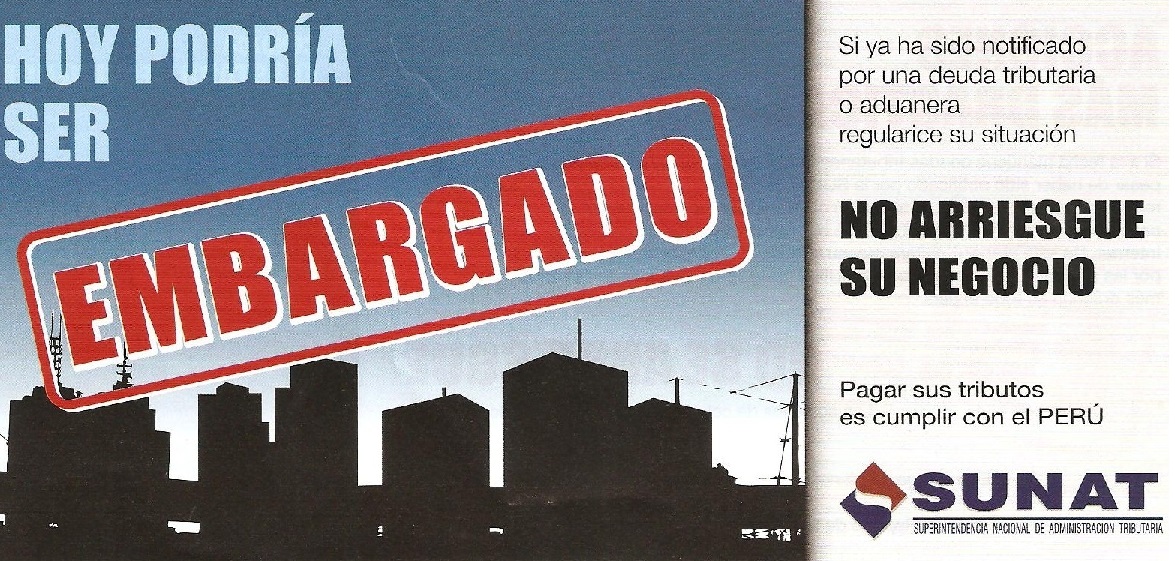 HOY PODRÍA
SER
EMBARGADO
Si ya ha sido notificado
por una deuda tributaria
o aduanera
regularice su situación
NO ARRIESGUE
SU NEGOCIO
Pagar sus tributos
es cumplir con el PERÚ
SUNAT
SUPERINTENDENCIA NACIONAL DE ADMINISTRACION TRIBUTARIA